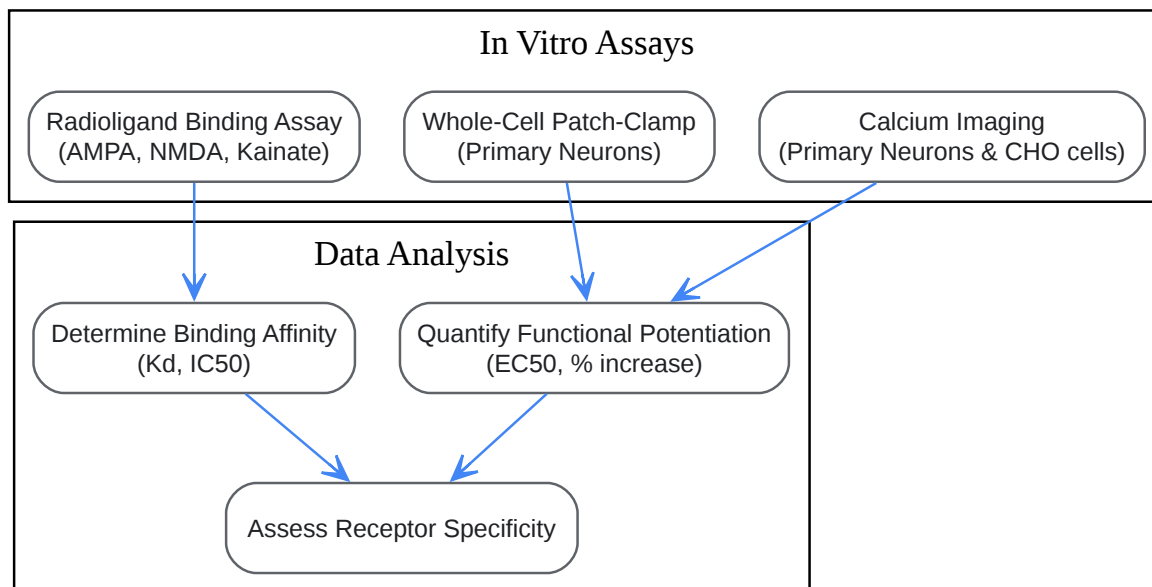 In Vitro Assays
Radioligand Binding Assay
(AMPA, NMDA, Kainate)
Whole-Cell Patch-Clamp
(Primary Neurons)
Calcium Imaging
(Primary Neurons & CHO cells)
Data Analysis
Determine Binding Affinity
(Kd, IC50)
Quantify Functional Potentiation
(EC50, % increase)
Assess Receptor Specificity